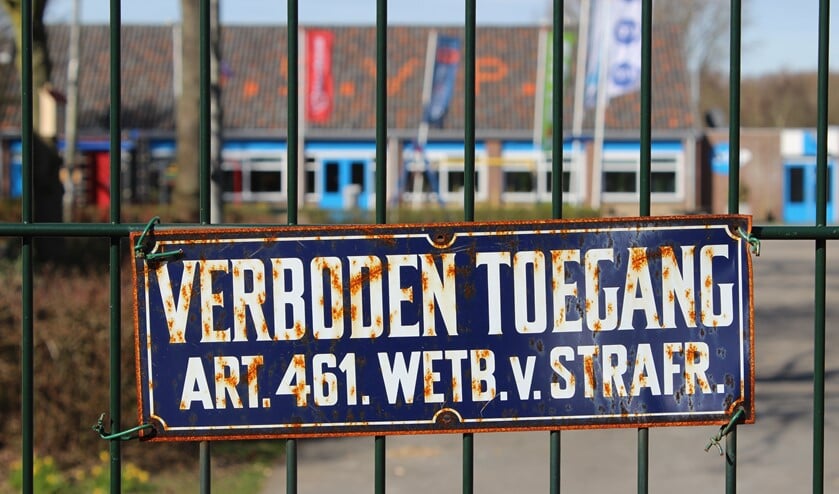 VERBODEN TOEGANG
ART. 461. WETB. V. STRAFR.